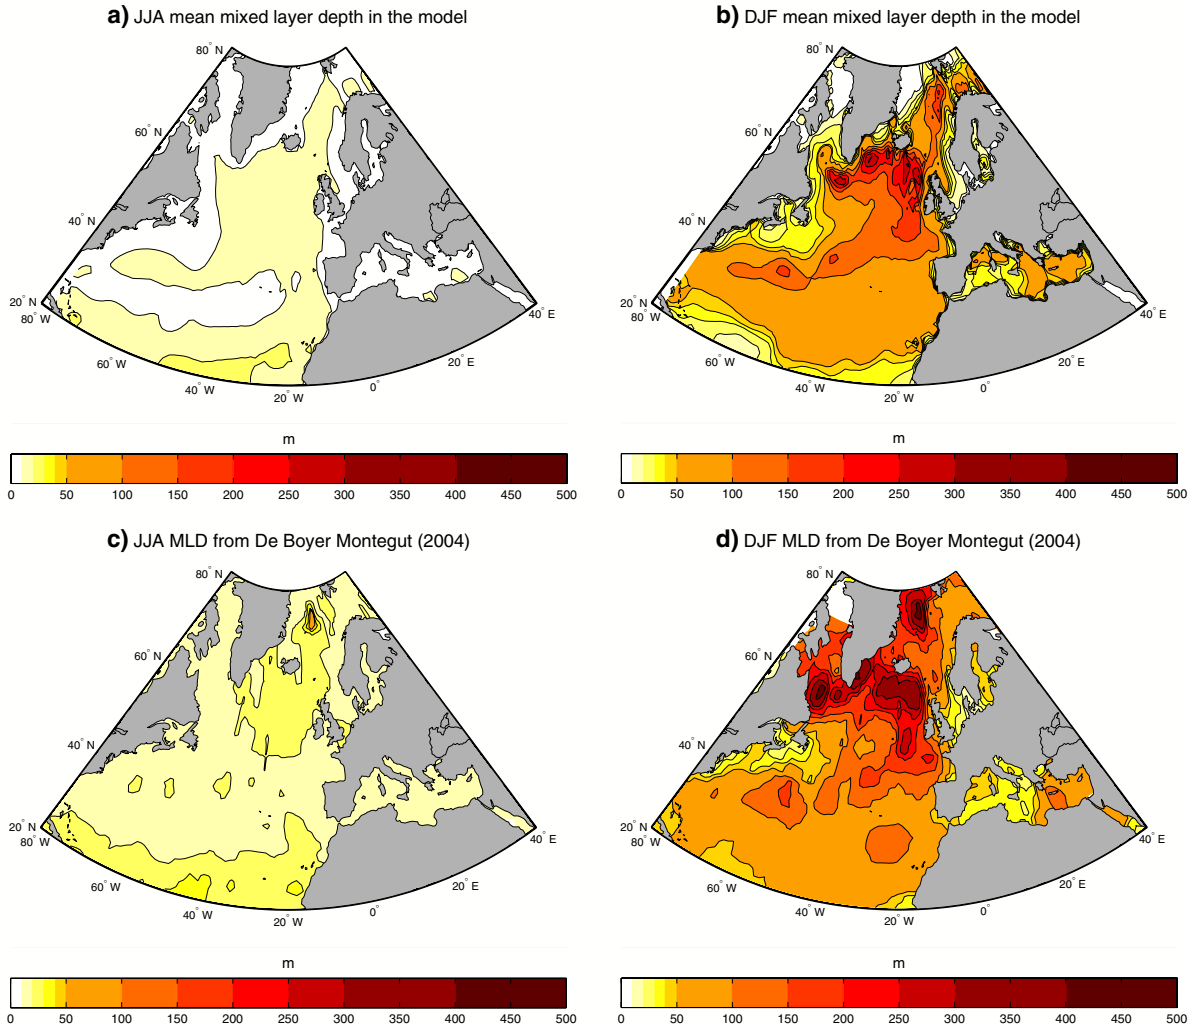 a) JJA mean mixed layer depth in the model
80° N
60° N
40° N
20° N
80° W
60° W
40° W
20° W
0°
20° E
40° E
m
0 50 100 150 200 250 300 350 400 450 500
b) DJF mean mixed layer depth in the model
80° N
60° N
40° N
20° N
80° W
60° W
40° W
20° W
0°
20° E
40° E
m
0 50 100 150 200 250 300 350 400 450 500
c) JJA MLD from De Boyer Montegut (2004)
80° N
60° N
40° N
20° N
80° W
60° W
40° W
20° W
0°
20° E
40° E
m
0 50 100 150 200 250 300 350 400 450 500
d) DJF MLD from De Boyer Montegut (2004)
80° N
60° N
40° N
20° N
80° W
60° W
40° W
20° W
0°
20° E
40° E
m
0 50 100 150 200 250 300 350 400 450 500